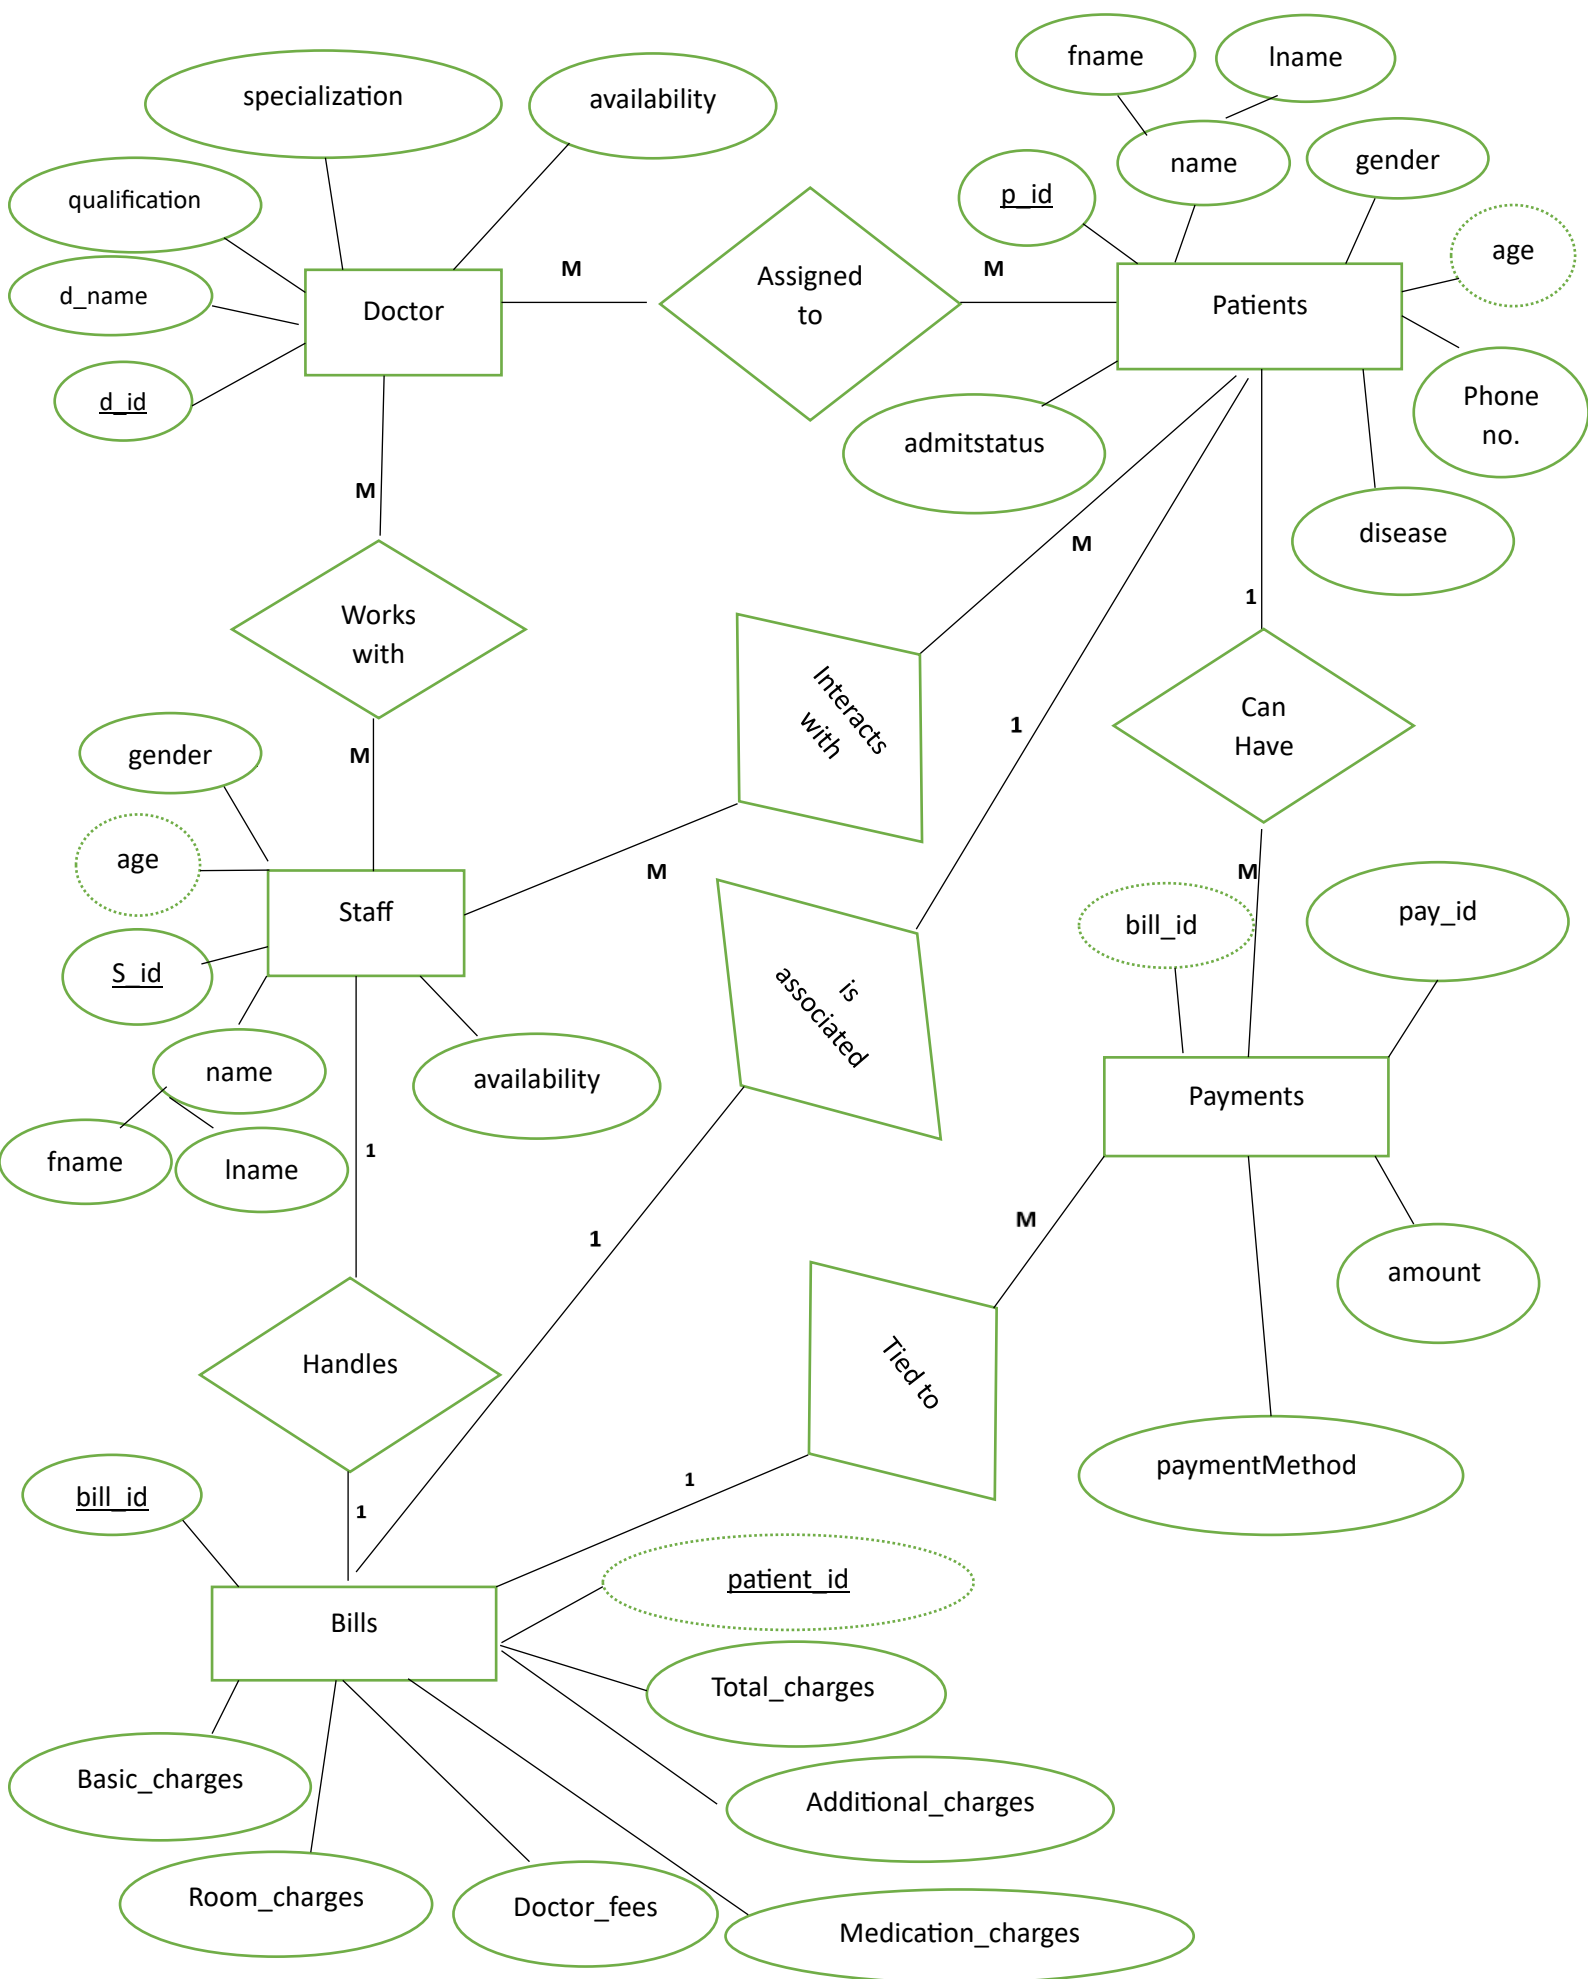 fname
lname
specialization
availability
name
gender
qualification
p_id
age
d_name
Doctor
M
Assigned
to
M
Patients
d_id
Phone
no.
admitstatus
M
disease
M
1
Works
with
Interacts
with
Can
Have
1
gender
M
age
M
M
Staff
bill_id
pay_id
S_id
is
associated
name
availability
Payments
fname
lname
1
1
M
amount
Handles
Tied to
paymentMethod
bill_id
1
1
patient_id
Bills
Total_charges
Basic_charges
Additional_charges
Room_charges
Doctor_fees
Medication_charges